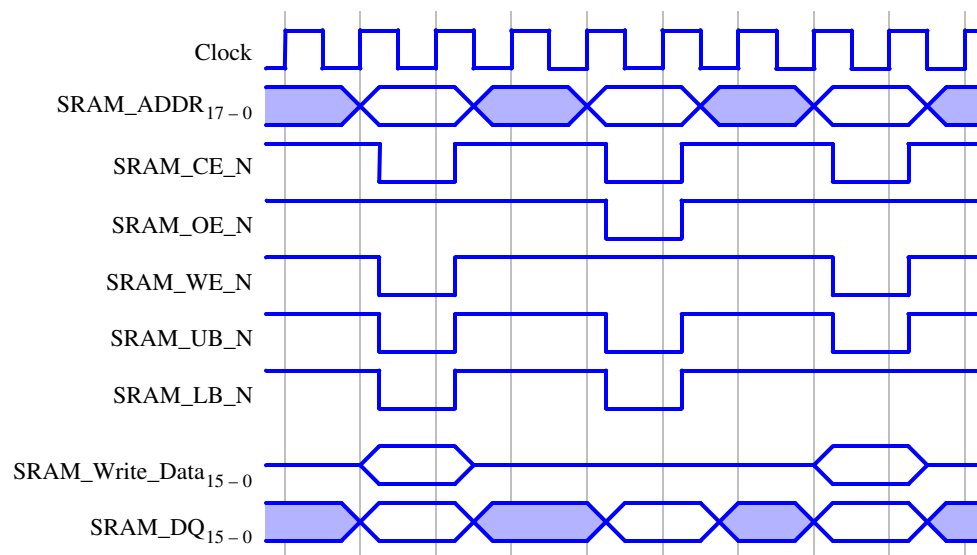 Clock
SRAM_ADDR17 – 0
SRAM_CE_N
SRAM_OE_N
SRAM_WE_N
SRAM_UB_N
SRAM_LB_N
SRAM_Write_Data15 – 0
SRAM_DQ15 – 0